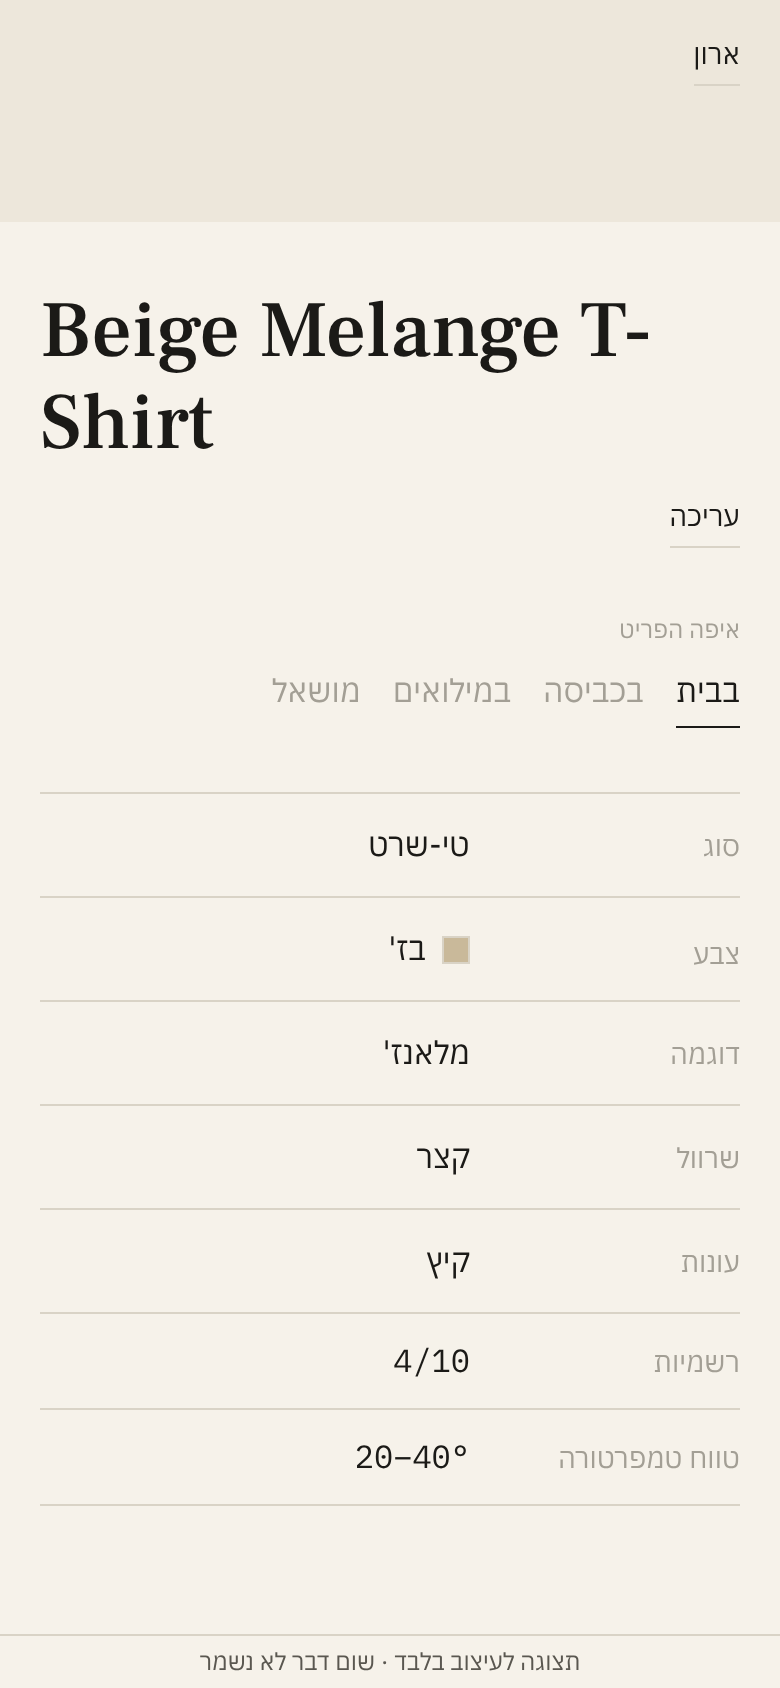 ארון
Beige Melange T-
Shirt
עריכה
איפה הפריט
בבית בכביסה במילואים מושאל
סוג טי-שרט
צבע בז'
דוגמה מלאנז'
שרוול קצר
עונות קיץ
רשמיות 4/10
טווח טמפרטורה 20–40°
תצוגה לעיצוב בלבד · שום דבר לא נשמר